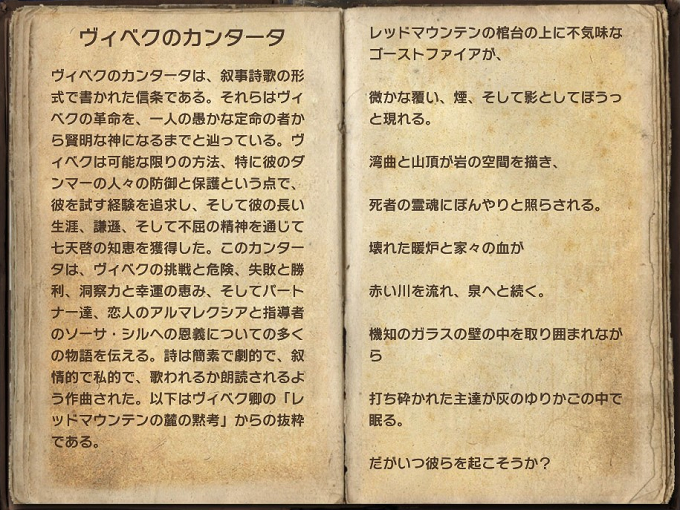 ヴィベクのカンタータ
ヴィベクのカンタータは、叙事詩歌の形
式で書かれた信条である。それらはヴィ
ベクの革命を、一人の愚かな定命の者か
ら賢明な神になるまでと辿っている。ヴ
ィベクは可能な限りの方法、特に彼のダ
ンマーの人々の防御と保護という点で、
彼を試す経験を追求し、そして彼の長い
生涯、謙遜、そして不屈の精神を通じて
七天啓の知恵を獲得した。このカンター
タは、ヴィベクの挑戦と危険、失敗と勝
利、洞察力と幸運の恵み、そしてパート
ナー達、恋人のアルマレクシアと指導者
のソーサ・シルへの恩義についての多く
の物語を伝える。詩は簡素で劇的で、叙
情的で私的で、歌われるか朗読されるよ
う作曲された。以下はヴィベク卿の「レ
ッドマウンテンの麓の黙考」からの抜粋
である。
レッドマウンテンの棺台の上に不気味な
ゴーストファイアが、
微かな覆い、煙、そして影としてぼうっ
と現れる。
湾曲と山頂が岩の空間を描き、
死者の霊魂にぼんやりと照らされる。
壊れた暖炉と家々の血が
赤い川を流れ、泉へと続く。
機知のガラスの壁の中を取り囲まれなが
ら
打ち砕かれた主達が灰のゆりかごの中で
眠る。
だがいつ彼らを起こそうか？